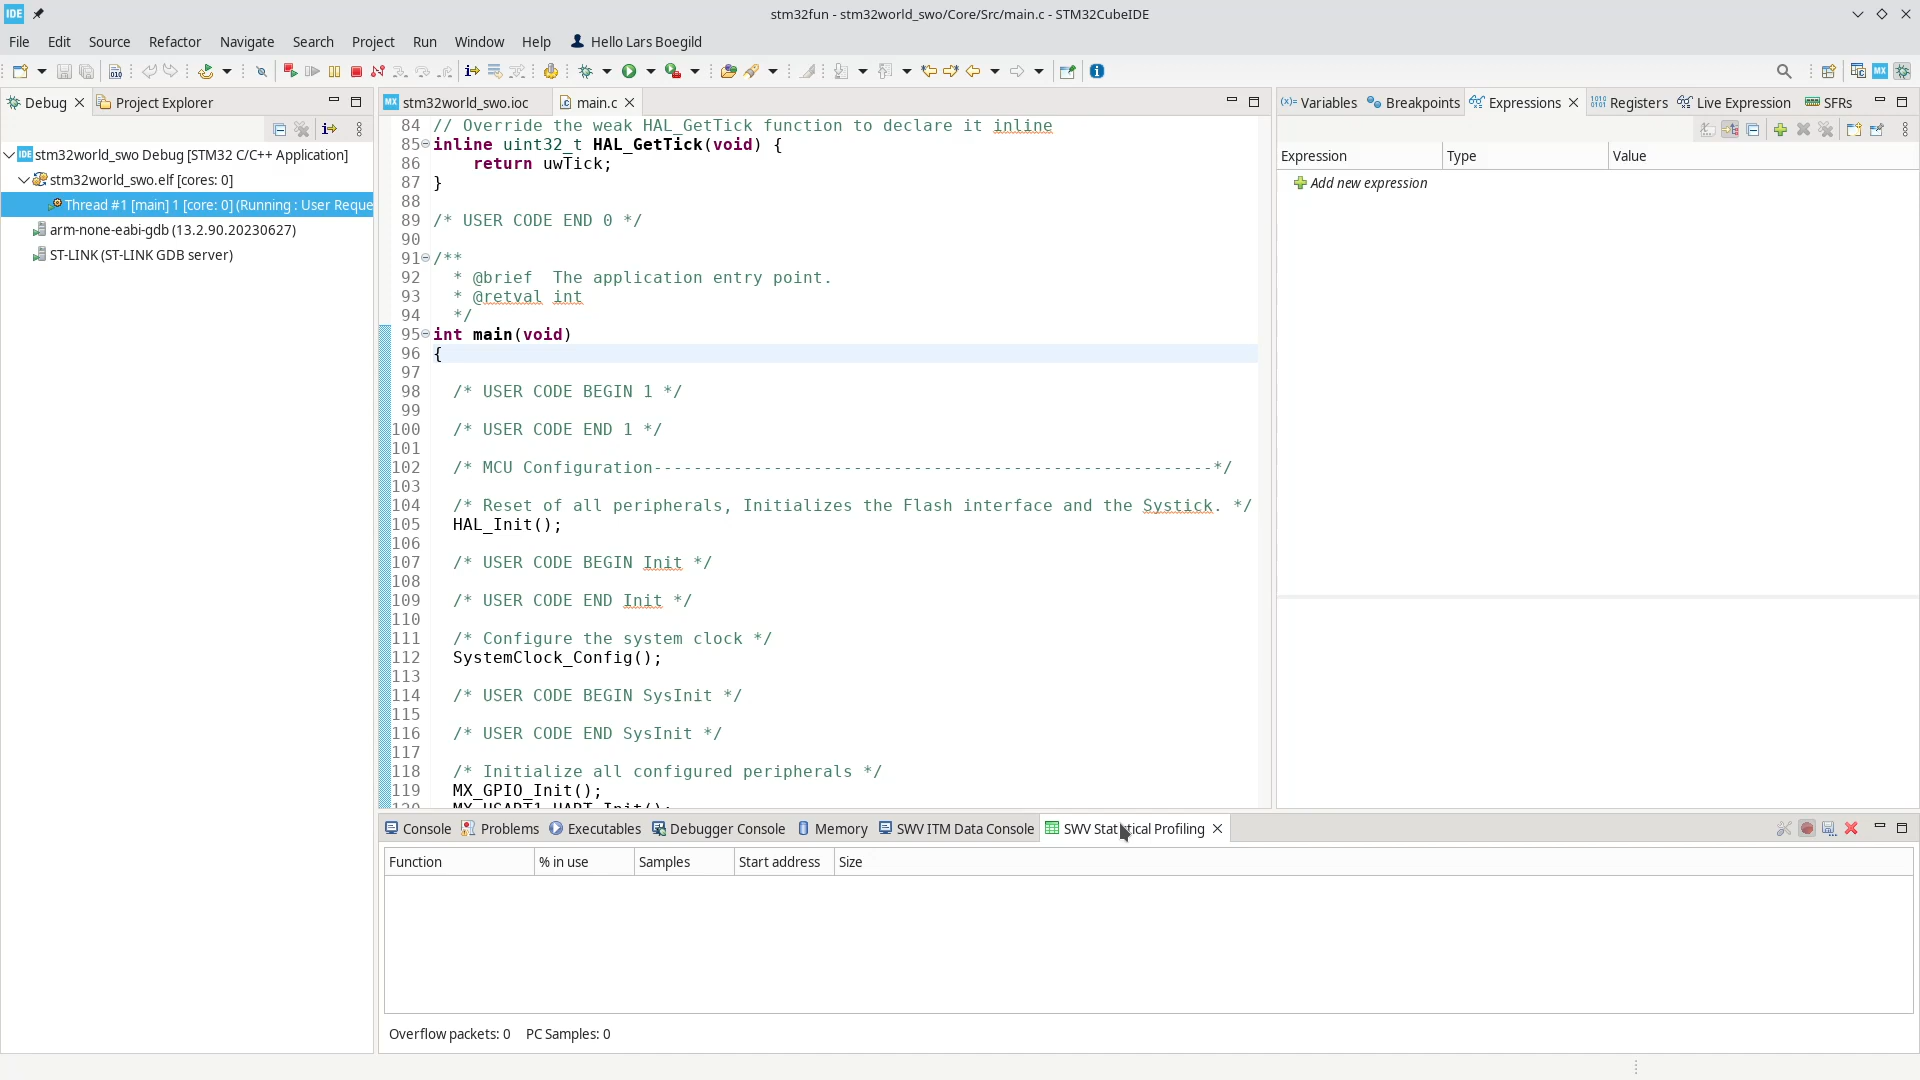 IDE
stm32fun - stm32world_swo/Core/Src/main.c - STM32CubeIDE
File Edit Source Refactor Navigate Search Project Run Window Help Hello Lars Boegild
Debug Project Explorer
stm32world_swo Debug [STM32 C/C++ Application]
stm32world_swo.elf [cores: 0]
Thread #1 [main] 1 [core: 0] (Running : User Reque
arm-none-eabi-gdb (13.2.90.20230627)
ST-LINK (ST-LINK GDB server)
stm32world_swo.ioc main.c
84 // Override the weak HAL_GetTick function to declare it inline
85 inline uint32_t HAL_GetTick(void) {
86 return uwTick;
87 }
88
89 /* USER CODE END 0 */
90
91 /**
92 * @brief  The application entry point.
93 * @retval int
94 */
95 int main(void)
96 {
97
98 /* USER CODE BEGIN 1 */
99
100 /* USER CODE END 1 */
101
102 /* MCU Configuration--------------------------------------------------------*/
103
104 /* Reset of all peripherals, Initializes the Flash interface and the Systick. */
105 HAL_Init();
106
107 /* USER CODE BEGIN Init */
108
109 /* USER CODE END Init */
110
111 /* Configure the system clock */
112 SystemClock_Config();
113
114 /* USER CODE BEGIN SysInit */
115
116 /* USER CODE END SysInit */
117
118 /* Initialize all configured peripherals */
119 MX_GPIO_Init();
120 MX_USART1_UART_Init();
Variables Breakpoints Expressions Registers Live Expression SFRs
Expression Type Value
Add new expression
Console Problems Executables Debugger Console Memory SWV ITM Data Console SWV Statistical Profiling
Function % in use Samples Start address Size
Overflow packets: 0 PC Samples: 0